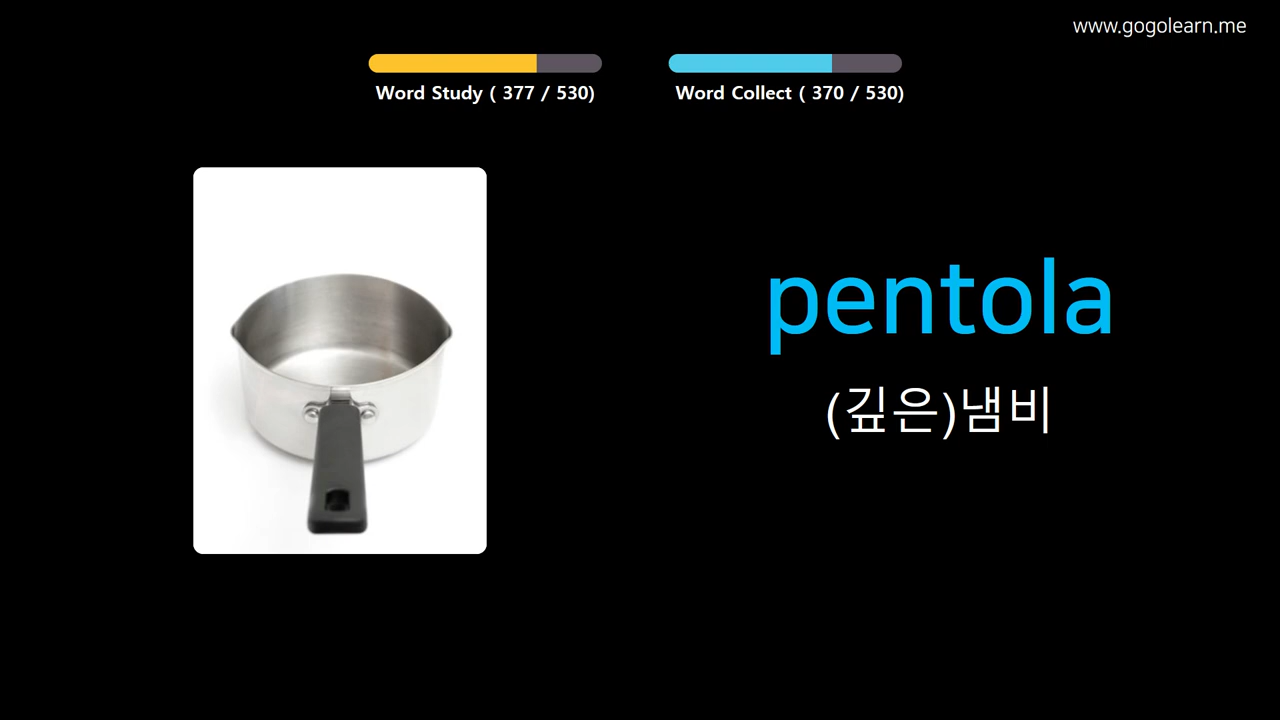 www.gogolearn.me
Word Study ( 377 / 530)
Word Collect ( 370 / 530)
pentola
(깊은)냄비